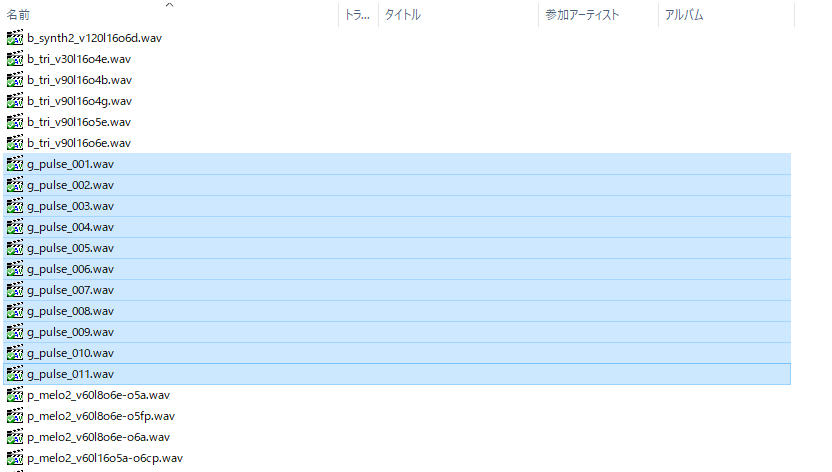 名前 トラ... タイトル 参加アーティスト アルバム
b_synth2_v120l16o6d.wav
b_tri_v30l16o4e.wav
b_tri_v90l16o4b.wav
b_tri_v90l16o4g.wav
b_tri_v90l16o5e.wav
b_tri_v90l16o6e.wav
g_pulse_001.wav
g_pulse_002.wav
g_pulse_003.wav
g_pulse_004.wav
g_pulse_005.wav
g_pulse_006.wav
g_pulse_007.wav
g_pulse_008.wav
g_pulse_009.wav
g_pulse_010.wav
g_pulse_011.wav
p_melo2_v60l8o6e-o5a.wav
p_melo2_v60l8o6e-o5fp.wav
p_melo2_v60l8o6e-o6a.wav
p_melo2_v60l16o5a-o6cp.wav